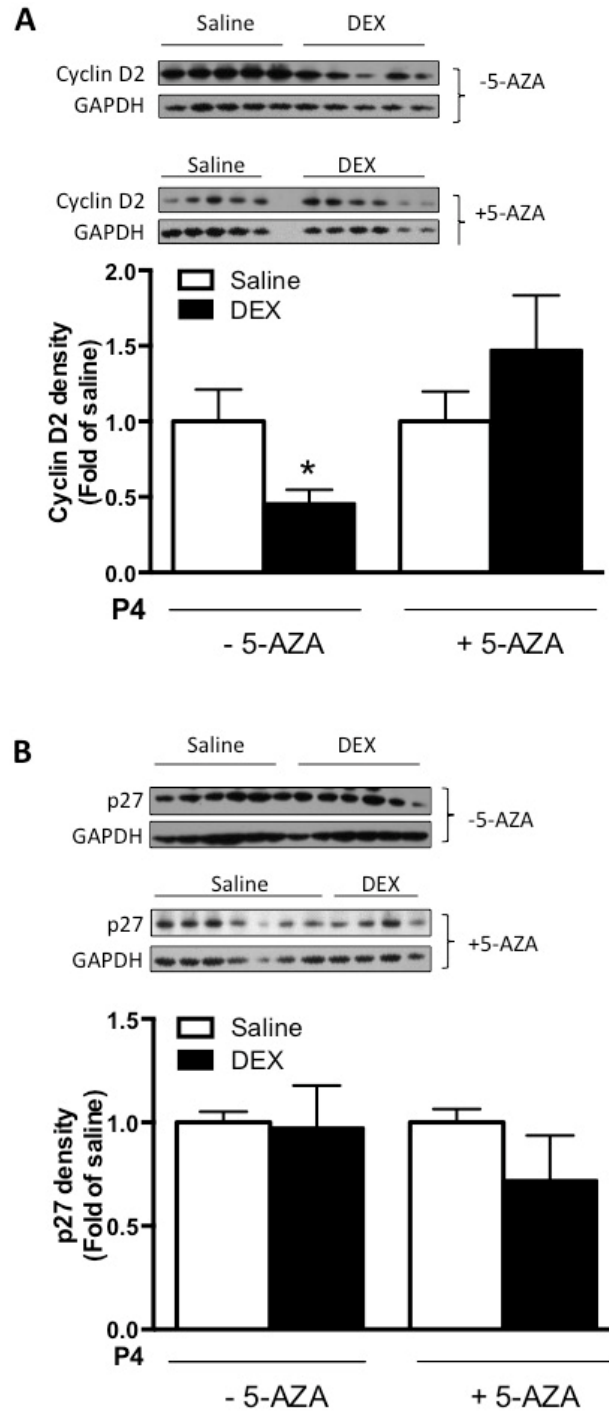 A
Saline DEX
Cyclin D2
GAPDH
-5-AZA
Saline DEX
Cyclin D2
GAPDH
+5-AZA
Cyclin D2 density
(Fold of saline)
2.0
1.5
1.0
0.5
0.0
Saline
DEX
*
P4
- 5-AZA + 5-AZA
B
Saline DEX
p27
GAPDH
-5-AZA
Saline DEX
p27
GAPDH
+5-AZA
p27 density
(Fold of saline)
1.5
1.0
0.5
0.0
Saline
DEX
P4
- 5-AZA + 5-AZA